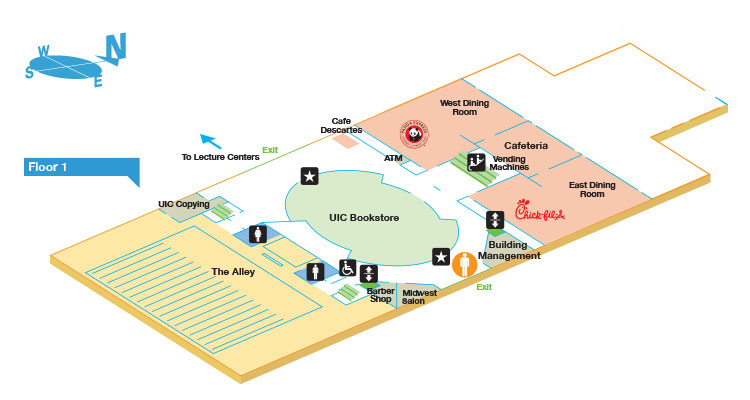 N
W
S
E
Floor 1
To Lecture Centers
Exit
Cafe
Descartes
ATM
West Dining
Room
PANDA EXPRESS
Cafeteria
Vending
Machines
East Dining
Room
Chick-fil-A
UIC Copying
UIC Bookstore
Building
Management
The Alley
Barber
Shop
Midwest
Salon
Exit